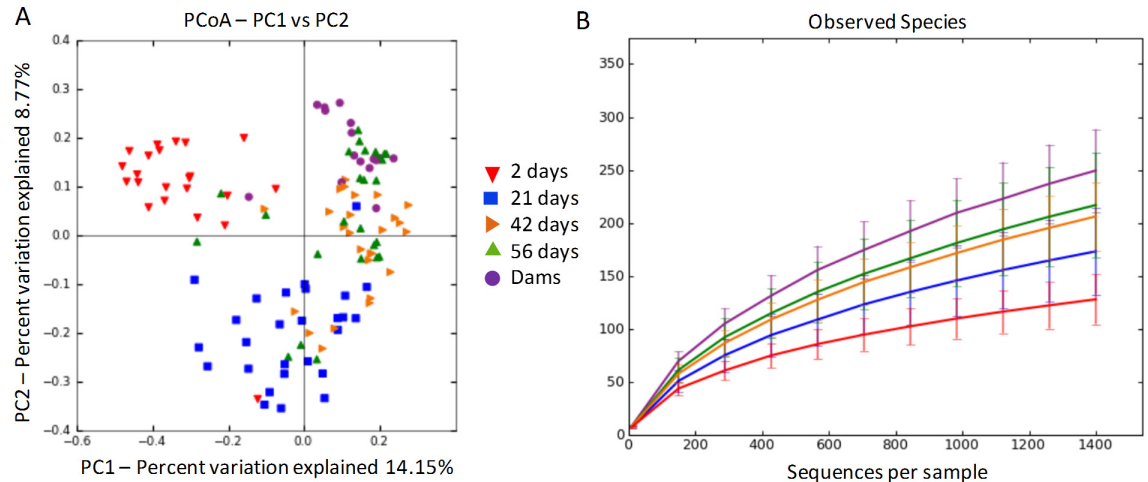 A
PCoA – PC1 vs PC2
0.4
0.3
0.2
0.1
0.0
−0.1
−0.2
−0.3
−0.4
−0.6
−0.4
−0.2
0.0
0.2
PC2 – Percent variation explained 8.77%
PC1 – Percent variation explained 14.15%
2 days
21 days
42 days
56 days
Dams
B
Observed Species
350
300
250
200
150
100
50
0
0
200
400
600
800
1000
1200
1400
Sequences per sample